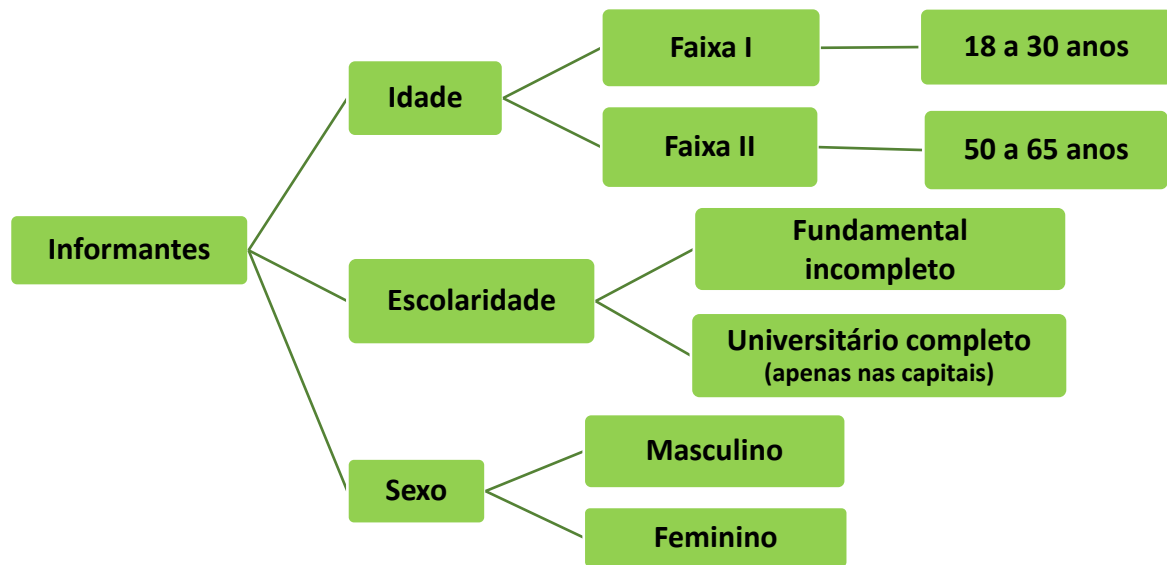 Informantes
Idade
Faixa I
18 a 30 anos
Faixa II
50 a 65 anos
Escolaridade
Fundamental
incompleto
Universitário completo
(apenas nas capitais)
Sexo
Masculino
Feminino